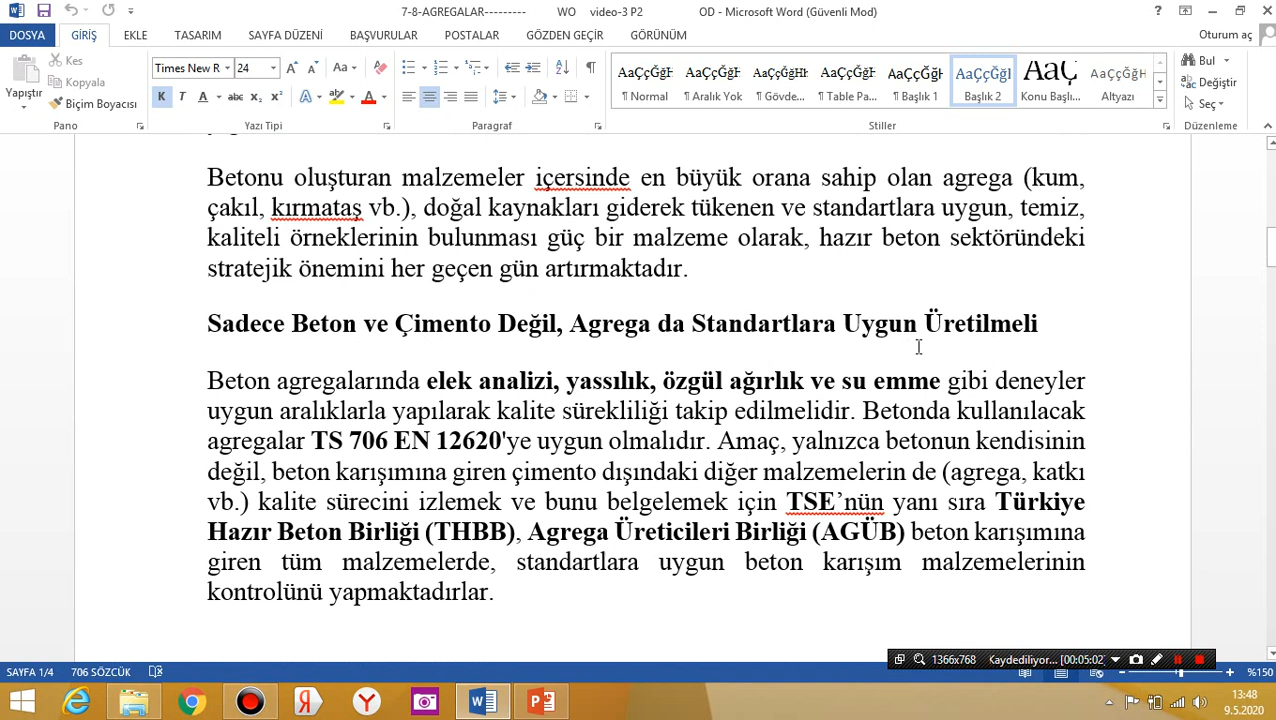 7-8-AGREGALAR--------- WO video-3 P2 OD - Microsoft Word (Güvenli Mod)
DOSYA GİRİŞ EKLE TASARIM SAYFA DÜZENİ BAŞVURULAR POSTALAR GÖZDEN GEÇİR GÖRÜNÜM Oturum aç
Yapıştır
Kes
Kopyala
Biçim Boyacısı
Times New R 24
AaÇçĞğI AaÇçĞğI AaÇçĞğHł AaÇçĞğI AaÇçĞğI AaÇçĞğI AaÇç AaÇçĞğI
¶ Normal ¶ Aralık Yok ¶ Gövde... ¶ Table Pa... ¶ Başlık 1 Başlık 2 Konu Başlı... Altyazı
Bul
Değiştir
Seç
Pano Yazı Tipi Paragraf Stiller Düzenleme
Betonu oluşturan malzemeler içersinde en büyük orana sahip olan agrega (kum,
çakıl, kırmataş vb.), doğal kaynakları giderek tükenen ve standartlara uygun, temiz,
kaliteli örneklerinin bulunması güç bir malzeme olarak, hazır beton sektöründeki
stratejik önemini her geçen gün artırmaktadır.
Sadece Beton ve Çimento Değil, Agrega da Standartlara Uygun Üretilmeli
Beton agregalarında elek analizi, yassılık, özgül ağırlık ve su emme gibi deneyler
uygun aralıklarla yapılarak kalite sürekliliği takip edilmelidir. Betonda kullanılacak
agregalar TS 706 EN 12620'ye uygun olmalıdır. Amaç, yalnızca betonun kendisinin
değil, beton karışımına giren çimento dışındaki diğer malzemelerin de (agrega, katkı
vb.) kalite sürecini izlemek ve bunu belgelemek için TSE’nün yanı sıra Türkiye
Hazır Beton Birliği (THBB), Agrega Üreticileri Birliği (AGÜB) beton karışımına
giren tüm malzemelerde, standartlara uygun beton karışım malzemelerinin
kontrolünü yapmaktadırlar.
1366x768 Kaydediliyor... [00:05:02]
SAYFA 1/4 706 SÖZCÜK %150
13:48
9.5.2020